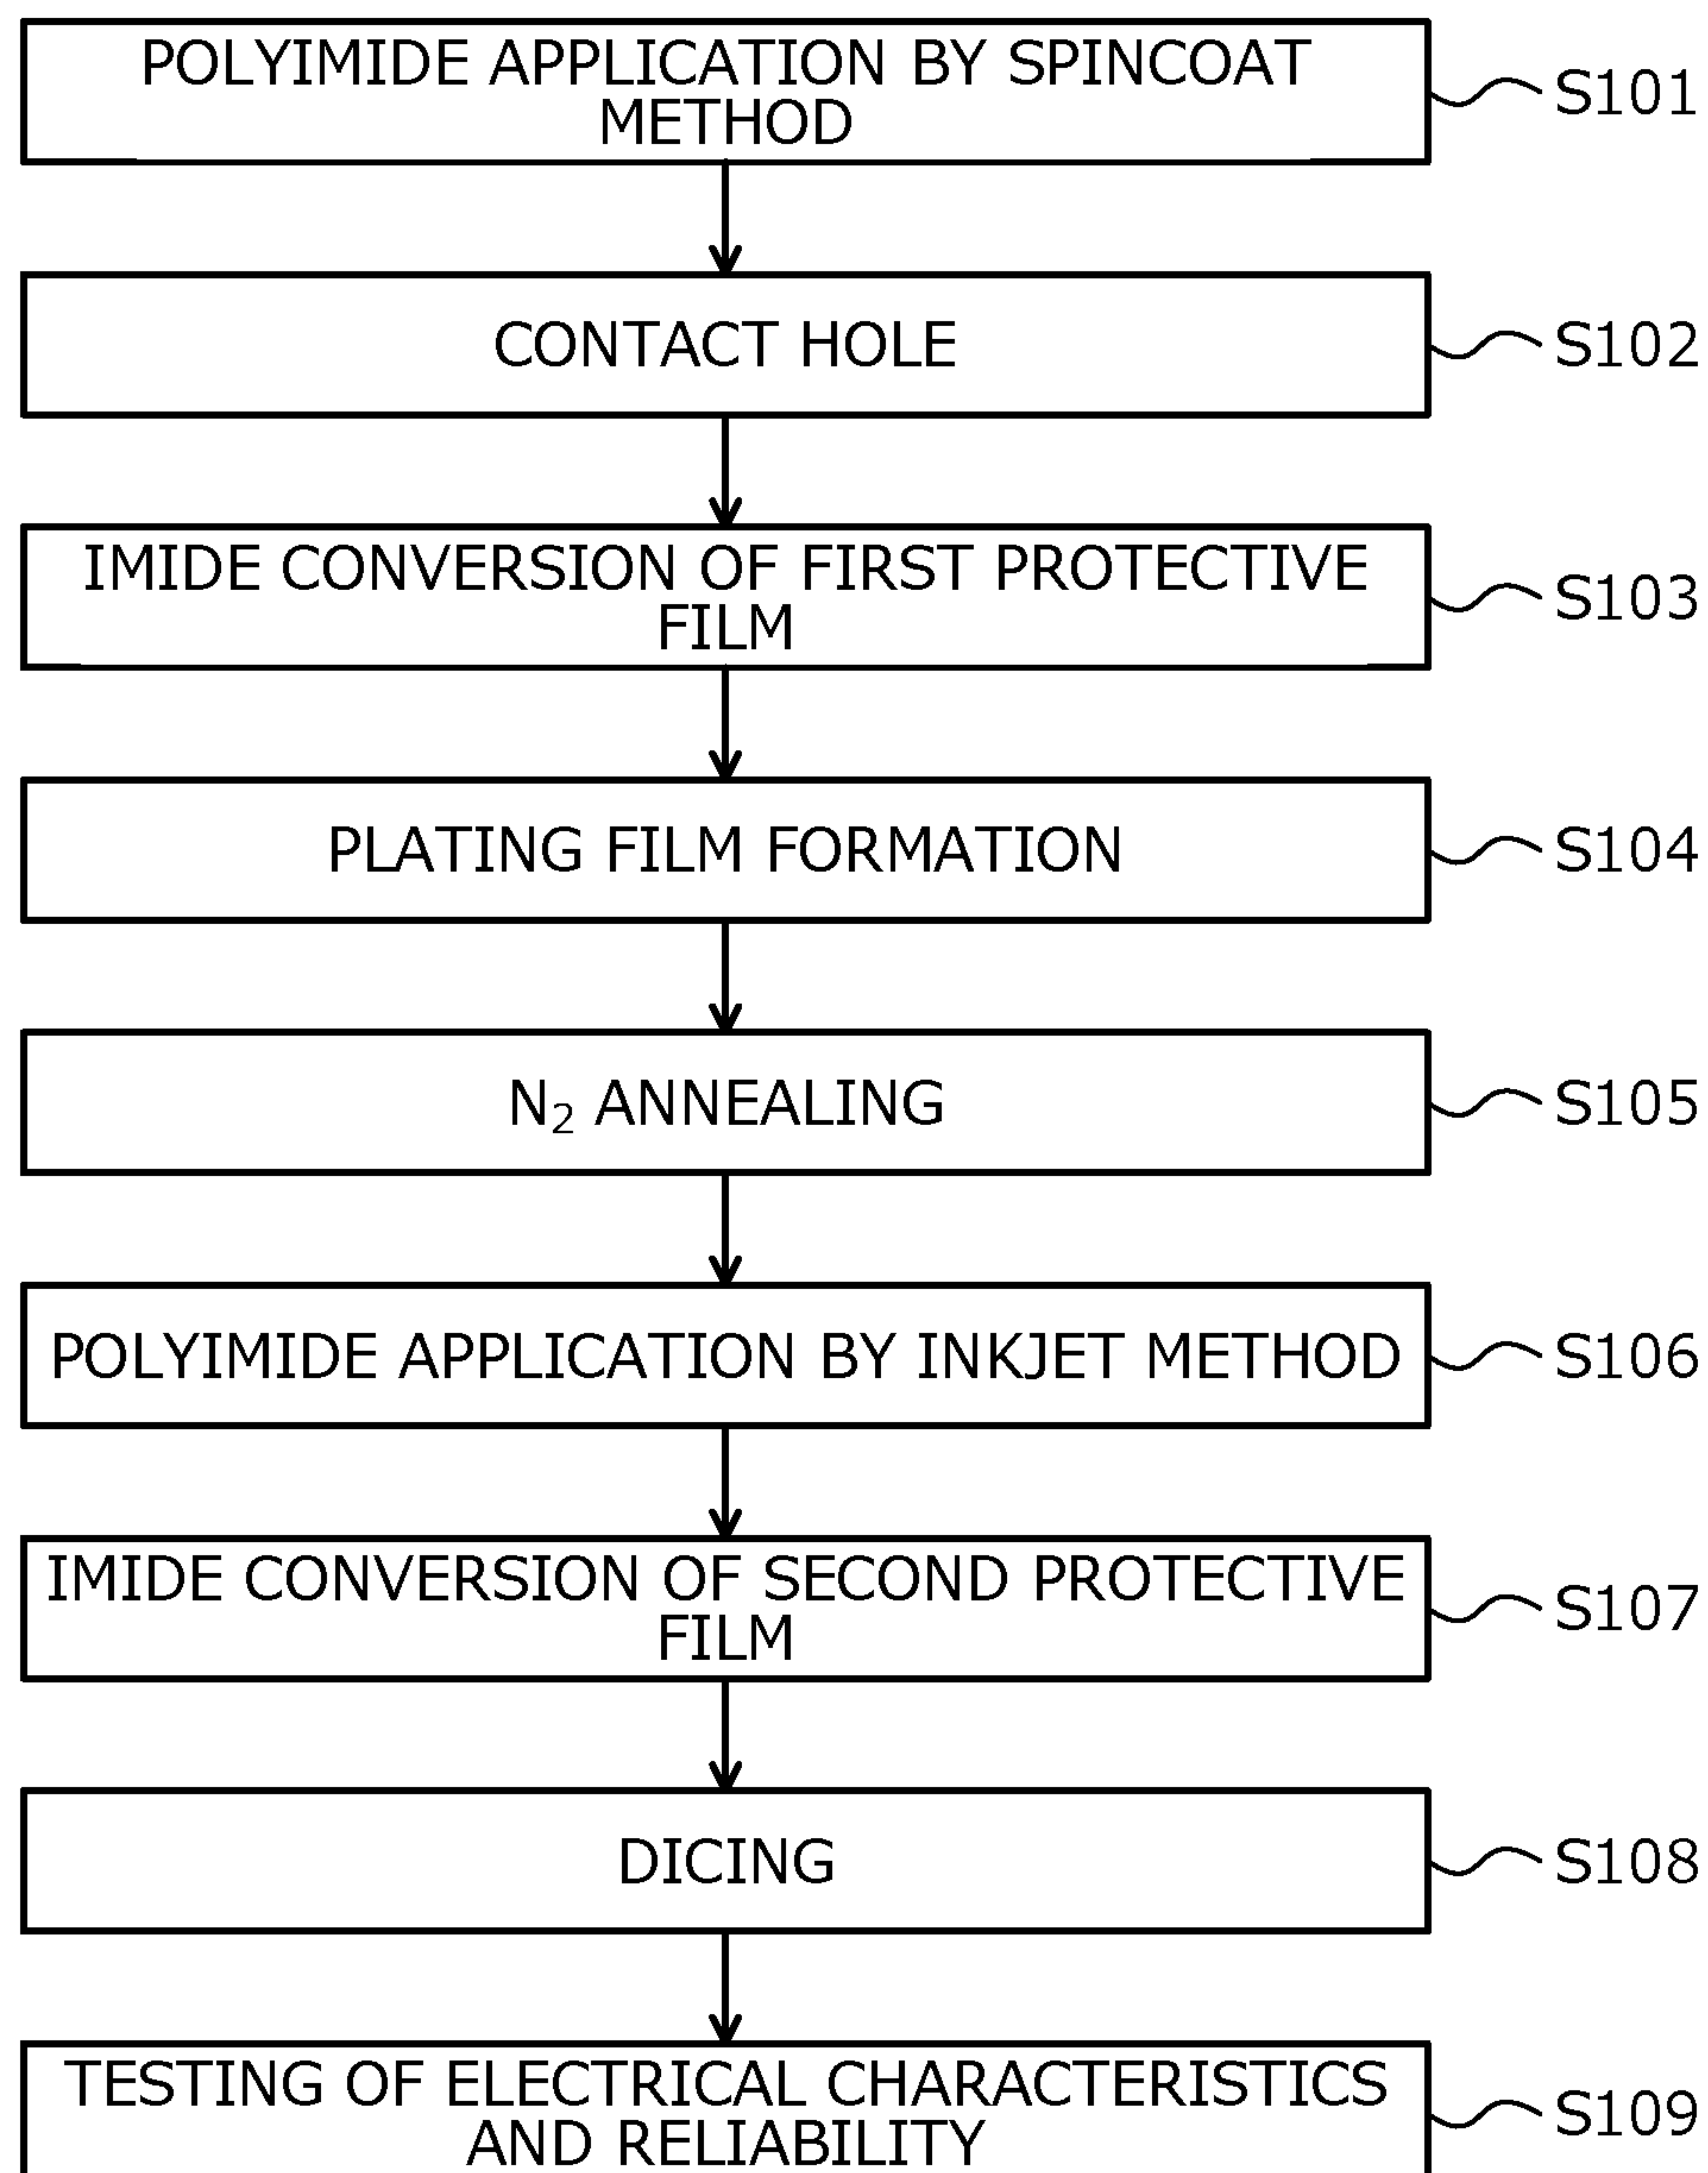 POLYIMIDE APPLICATION BY SPINCOAT
METHOD
S101
CONTACT HOLE
S102
IMIDE CONVERSION OF FIRST PROTECTIVE
FILM
S103
PLATING FILM FORMATION
S104
N₂ ANNEALING
S105
POLYIMIDE APPLICATION BY INKJET METHOD
S106
IMIDE CONVERSION OF SECOND PROTECTIVE
FILM
S107
DICING
S108
TESTING OF ELECTRICAL CHARACTERISTICS
AND RELIABILITY
S109